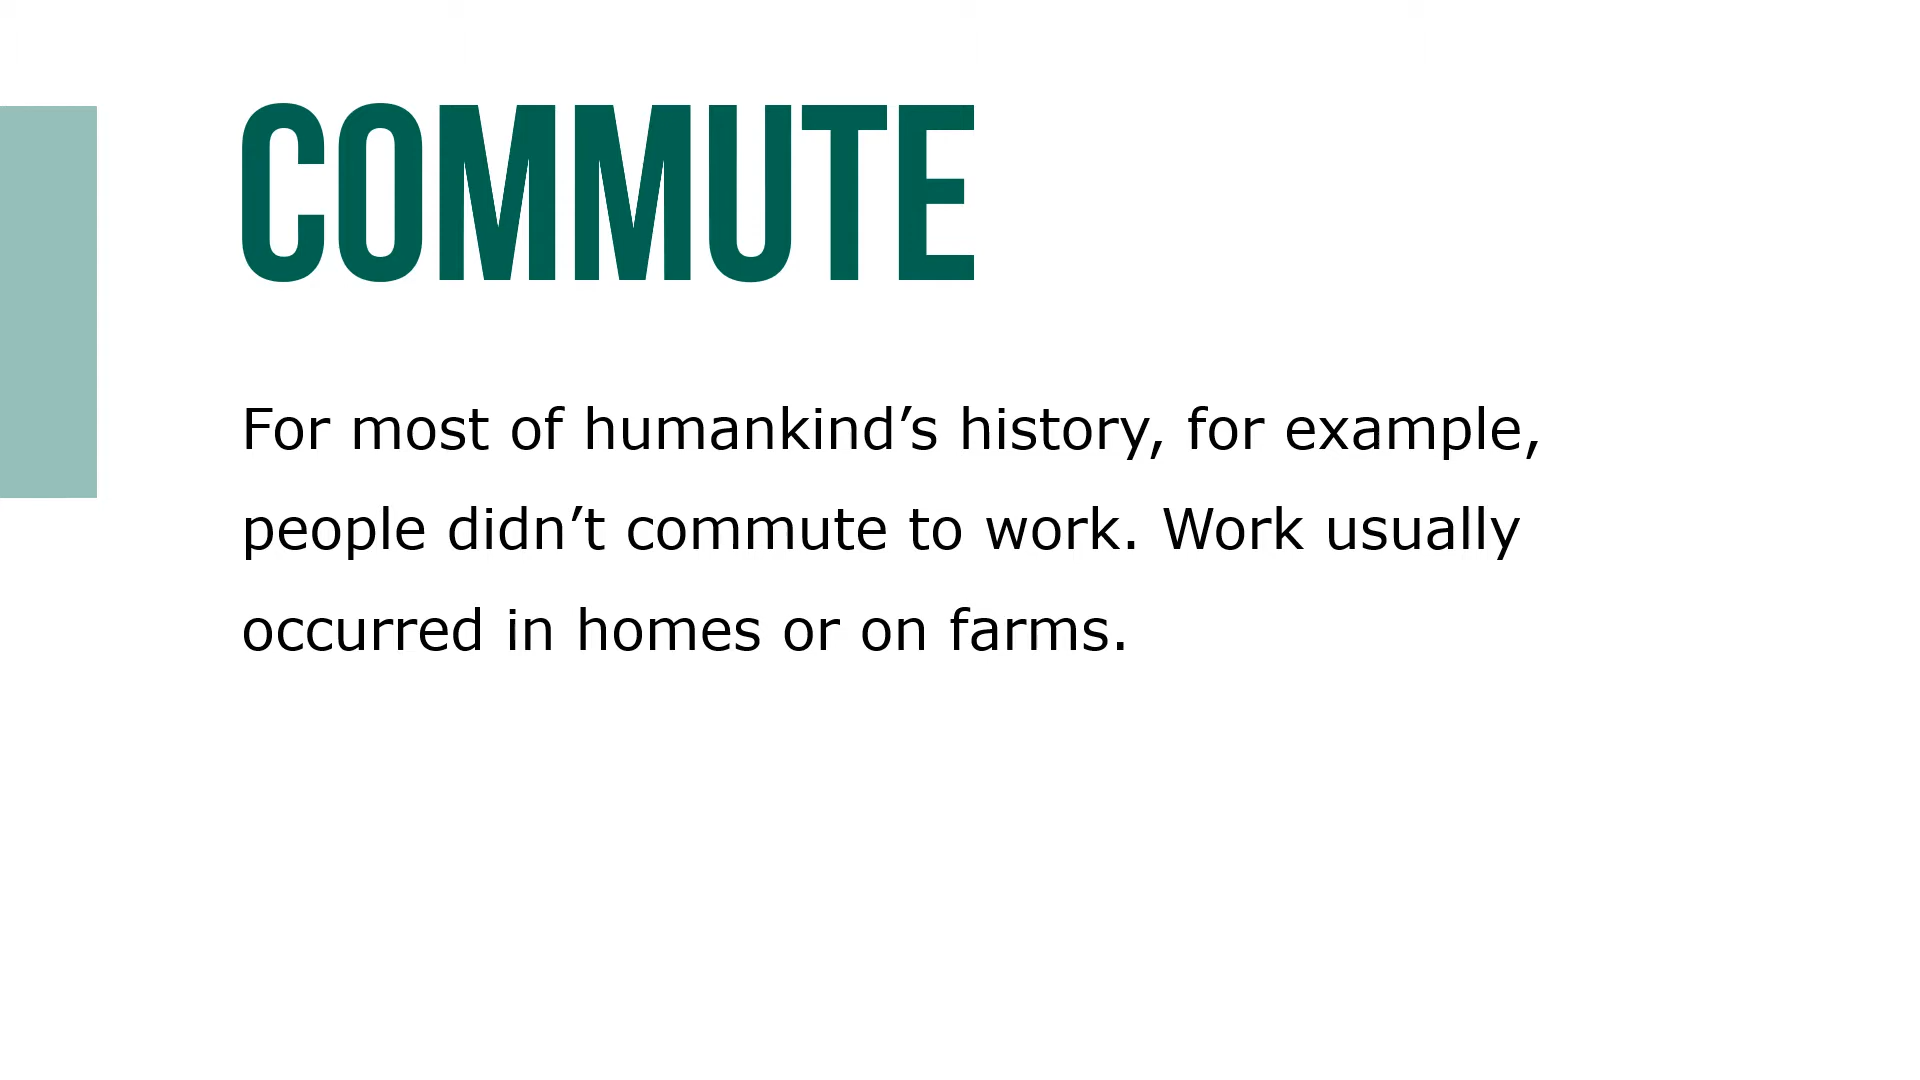 COMMUTE
For most of humankind’s history, for example,
people didn’t commute to work. Work usually
occurred in homes or on farms.